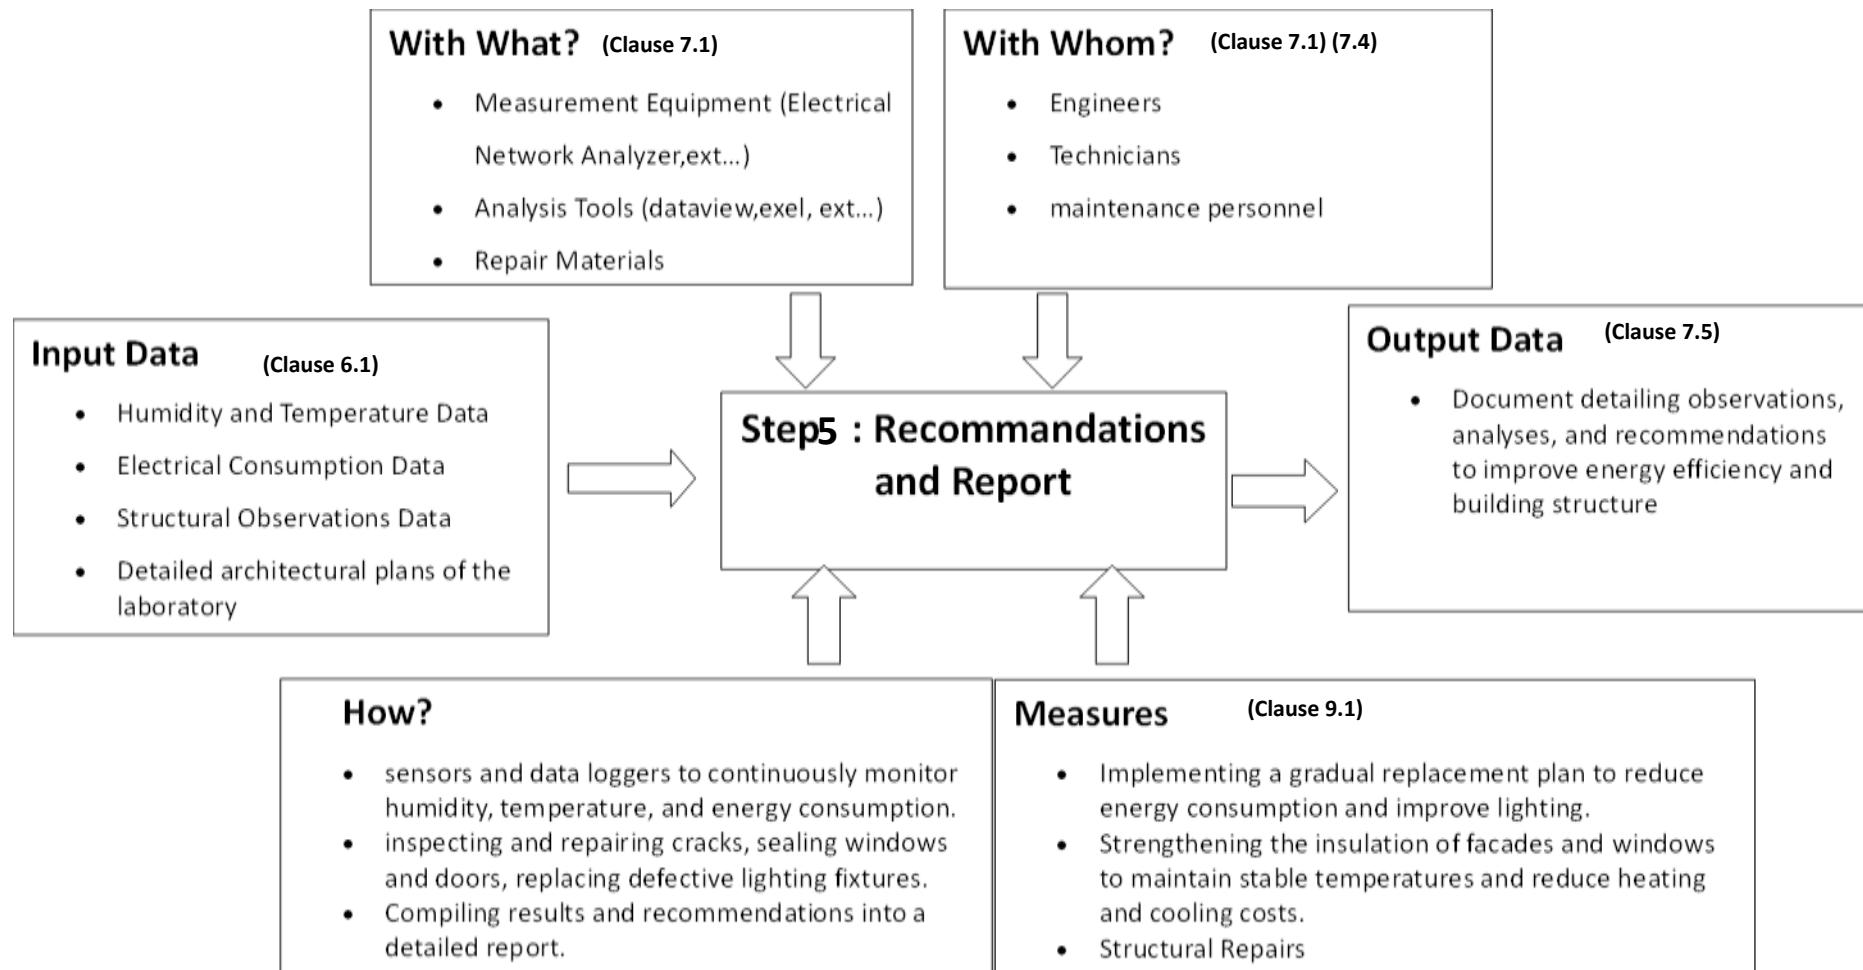 With What? (Clause 7.1)
• Measurement Equipment (Electrical
Network Analyzer,ext...)
• Analysis Tools (dataview,exel, ext...)
• Repair Materials
With Whom? (Clause 7.1) (7.4)
• Engineers
• Technicians
• maintenance personnel
Input Data (Clause 6.1)
• Humidity and Temperature Data
• Electrical Consumption Data
• Structural Observations Data
• Detailed architectural plans of the
laboratory
Step5 : Recommandations
and Report
Output Data (Clause 7.5)
• Document detailing observations,
analyses, and recommendations
to improve energy efficiency and
building structure
How?
• sensors and data loggers to continuously monitor
humidity, temperature, and energy consumption.
• inspecting and repairing cracks, sealing windows
and doors, replacing defective lighting fixtures.
• Compiling results and recommendations into a
detailed report.
Measures (Clause 9.1)
• Implementing a gradual replacement plan to reduce
energy consumption and improve lighting.
• Strengthening the insulation of facades and windows
to maintain stable temperatures and reduce heating
and cooling costs.
• Structural Repairs